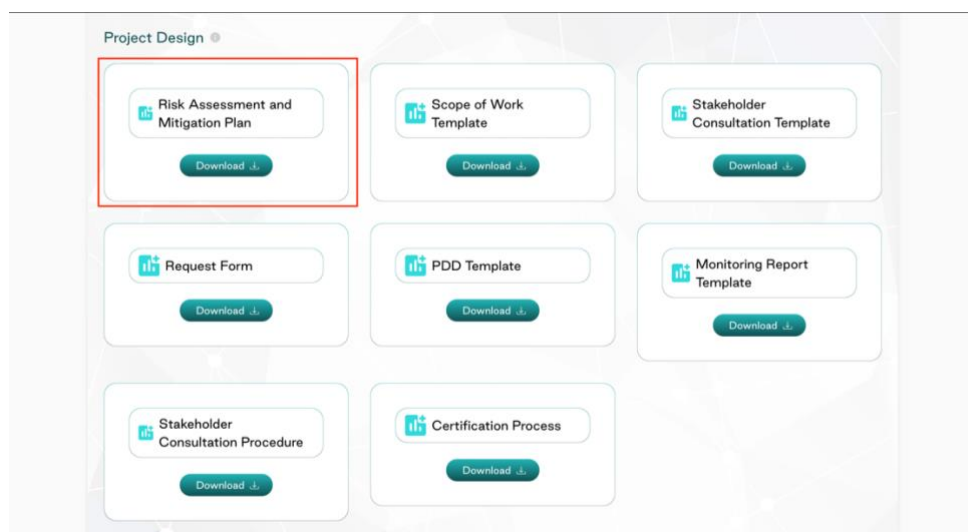 Project Design
Risk Assessment and
Mitigation Plan
Download
Scope of Work
Template
Download
Stakeholder
Consultation Template
Download
Request Form
Download
PDD Template
Download
Monitoring Report
Template
Download
Stakeholder
Consultation Procedure
Download
Certification Process
Download